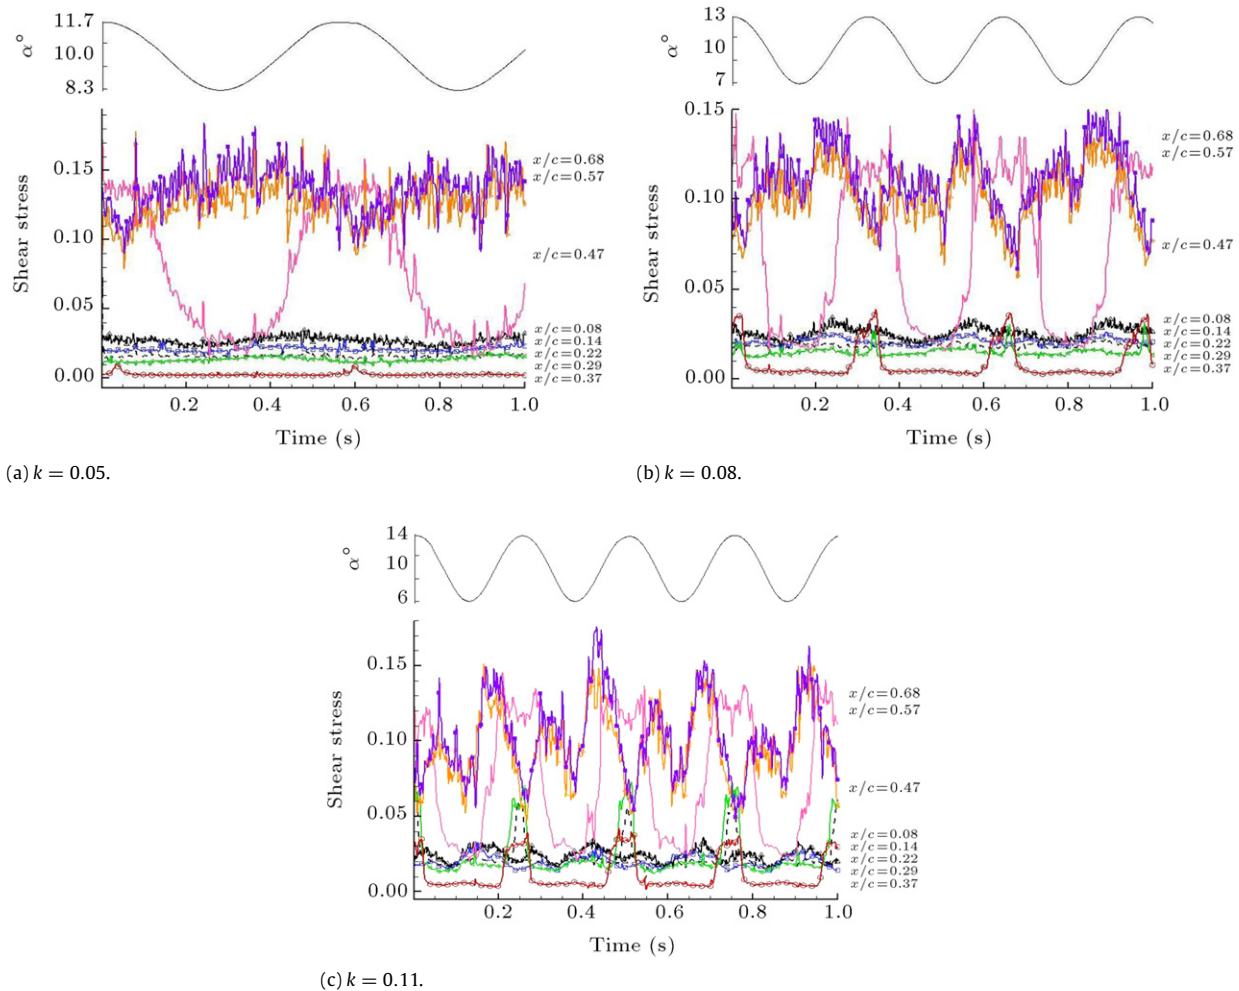 11.7
10.0
8.3
α°
0.15
0.10
0.05
0.00
Shear stress
x/c=0.68
x/c=0.57
x/c=0.47
x/c=0.08
x/c=0.14
x/c=0.22
x/c=0.29
x/c=0.37
0.2 0.4 0.6 0.8 1.0
Time (s)
(a) k = 0.05.
13
10
7
α°
0.15
0.10
0.05
0.00
Shear stress
x/c=0.68
x/c=0.57
x/c=0.47
x/c=0.08
x/c=0.14
x/c=0.22
x/c=0.29
x/c=0.37
0.2 0.4 0.6 0.8 1.0
Time (s)
(b) k = 0.08.
14
10
6
α°
0.15
0.10
0.05
0.00
Shear stress
x/c=0.68
x/c=0.57
x/c=0.47
x/c=0.08
x/c=0.14
x/c=0.22
x/c=0.29
x/c=0.37
0.2 0.4 0.6 0.8 1.0
Time (s)
(c) k = 0.11.